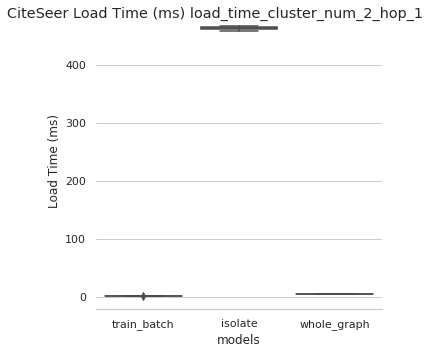 CiteSeer Load Time (ms) load_time_cluster_num_2_hop_1
400
300
200
100
0
Load Time (ms)
train_batch
isolate
whole_graph
models